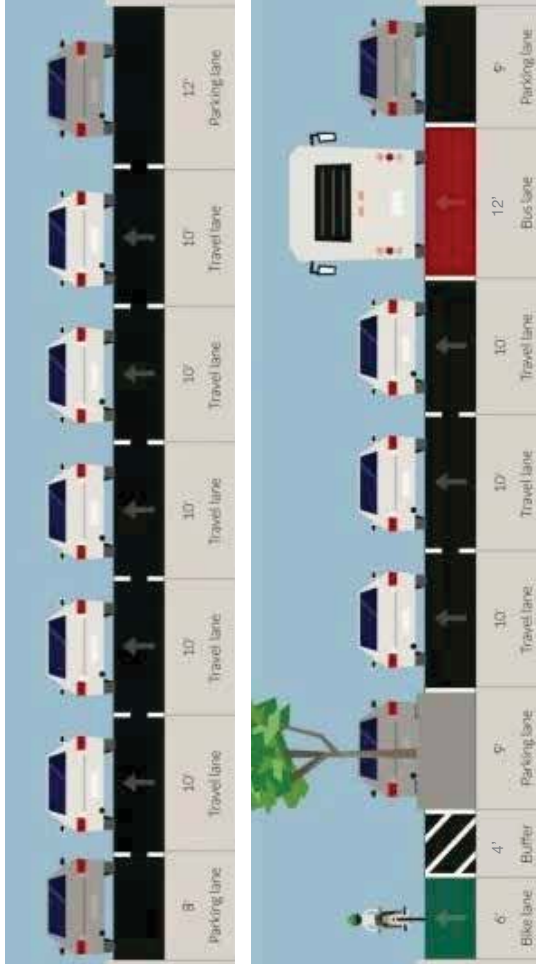 8'
Parking lane
10'
Travel lane
10'
Travel lane
10'
Travel lane
10'
Travel lane
10'
Travel lane
12'
Parking lane
6'
Bike lane
4'
Buffer
9'
Parking lane
10'
Travel lane
10'
Travel lane
10'
Travel lane
12'
Bus lane
9'
Parking lane